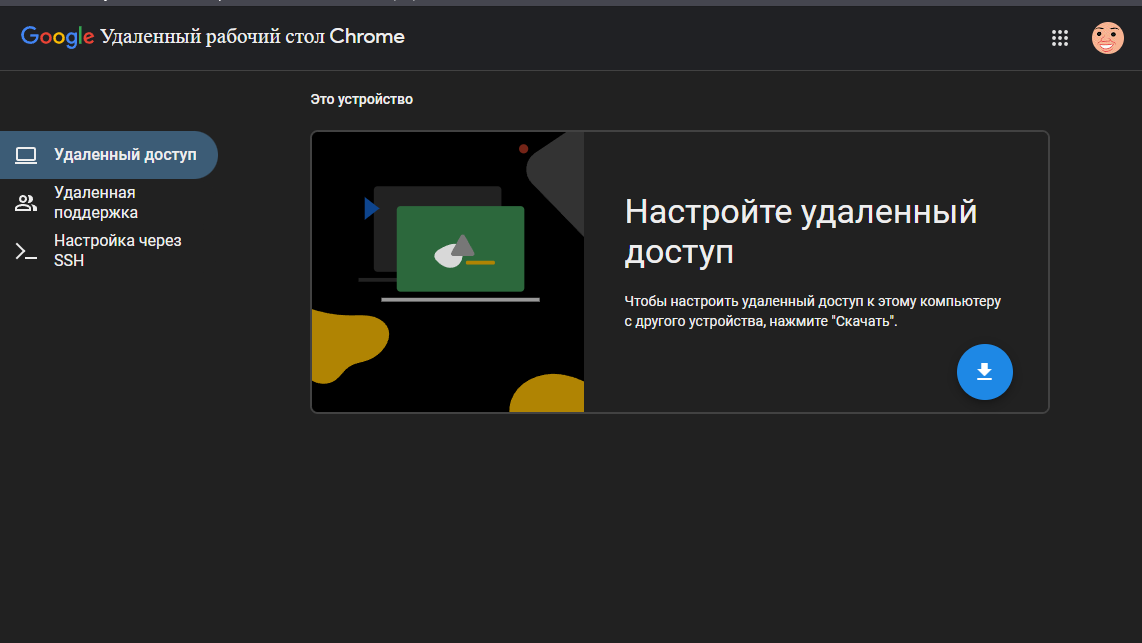 Google Удаленный рабочий стол Chrome
Это устройство
Удаленный доступ
Удаленная
поддержка
Настройка через
SSH
Настройте удаленный
доступ
Чтобы настроить удаленный доступ к этому компьютеру
с другого устройства, нажмите "Скачать".